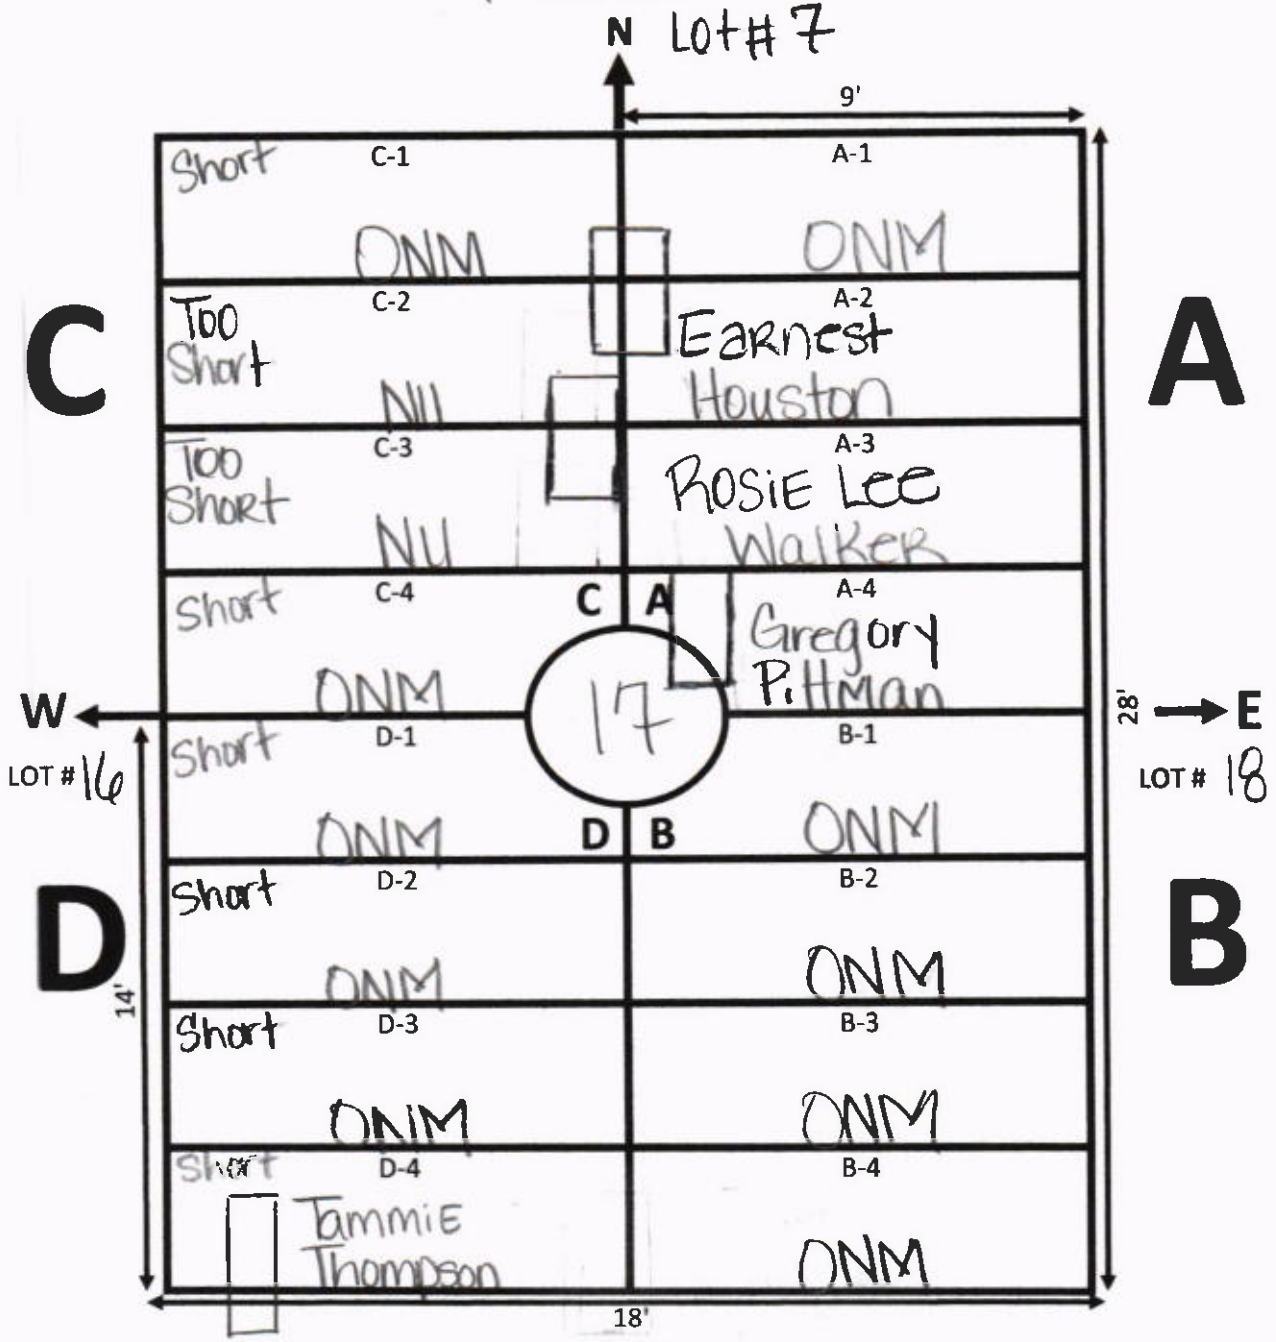 N Lot# 7
9'
Short C-1 A-1
ONM ONM
C A
Too C-2 A-2
Short Earnest
NU Houston
Too C-3 A-3
Short Rosie Lee
NU Walker
Short C-4 C A A-4
Gregory
ONM Pittman
W 17 28' E
Short D-1 B-1
LOT # 16 LOT # 18
ONM D B ONM
D B
Short D-2 B-2
14'
ONM ONM
Short D-3 B-3
ONM ONM
Short D-4 B-4
Tammie
Thompson ONM
18'